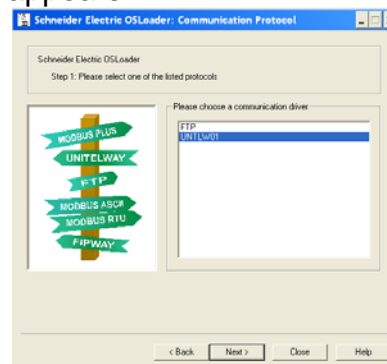 appears
Schneider Electric OSLoader: Communication Protocol
Schneider Electric OSLoader
Step 1: Please select one of the listed protocols
Please choose a communication driver
FTP
UNTLW01
MODBUS PLUS
UNITELWAY
FTP
MODBUS ASCII
MODBUS RTU
FIPWAY
< Back
Next >
Close
Help